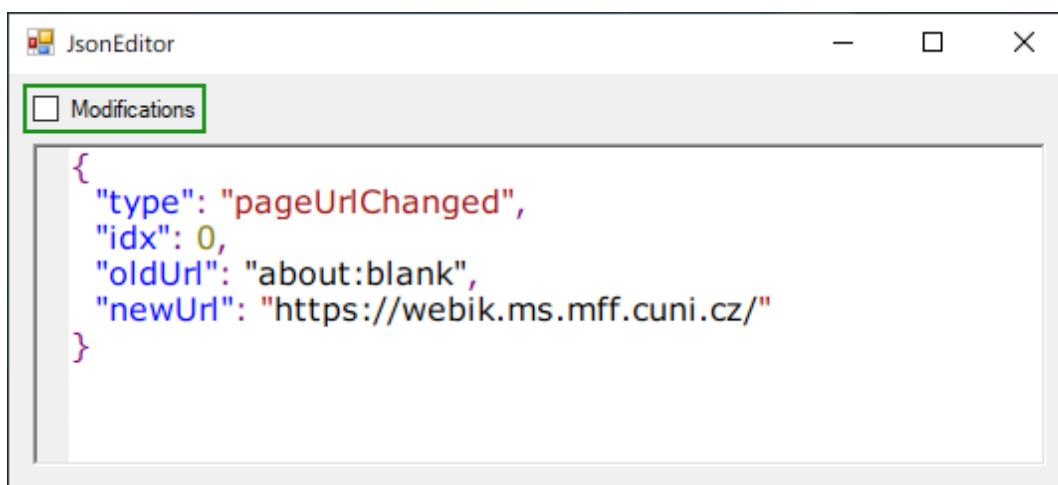 JsonEditor
Modifications
{
"type": "pageUrlChanged",
"idx": 0,
"oldUrl": "about:blank",
"newUrl": "https://webik.ms.mff.cuni.cz/"
}